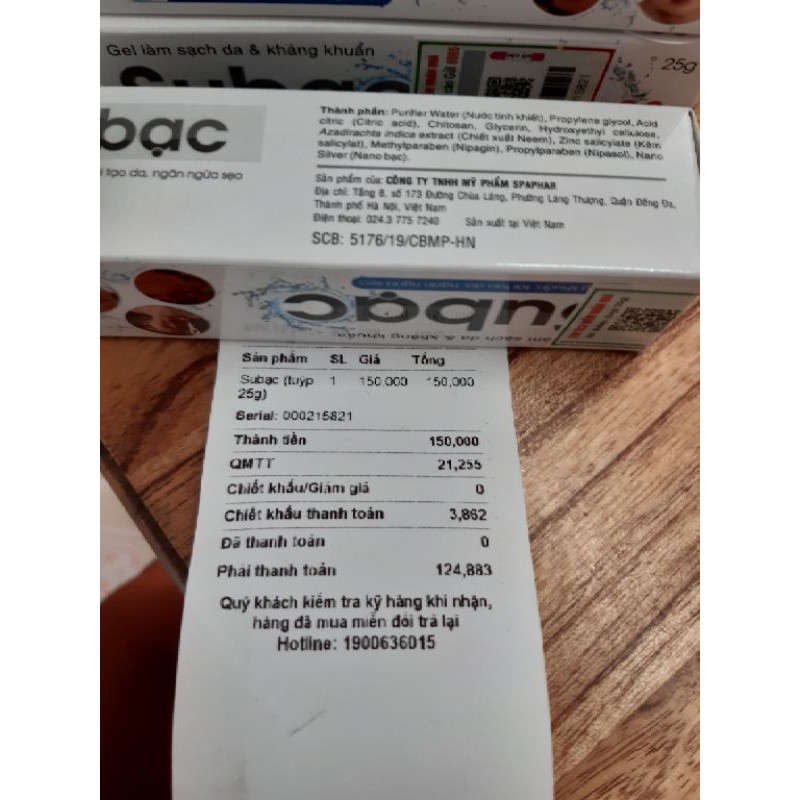 Gel làm sạch da & kháng khuẩn
Subạc
25g
bạc
tạo da, ngăn ngừa sẹo
Thành phần: Purifier Water (Nước tinh khiết), Propylene glycol, Acid
citric (Citric acid), Chitosan, Glycerin, Hydroxyethyl cellulose,
Azadirachta indica extract (Chiết suất Neem), Zinc salicylate (Kẽm
salicylat), Methylparaben (Nipagin), Propylparaben (Nipasol), Nano
Silver (Nano bạc).
Sản phẩm của: CÔNG TY TNHH MỸ PHẨM SPAPHAR
Địa chỉ: Tầng 8, số 173 Đường Chùa Láng, Phường Láng Thượng, Quận Đống Đa,
Thành phố Hà Nội, Việt Nam
Điện thoại: 024.3 775 7240 Sản xuất tại Việt Nam
SCB: 5176/19/CBMP-HN
Subạc
Sản phẩm SL Giá Tổng
Subạc (tuýp 1 150,000 150,000
25g)
Serial: 000215821
Thành tiền 150,000
QMTT 21,255
Chiết khấu/Giảm giá 0
Chiết khấu thanh toán 3,862
Đã thanh toán 0
Phải thanh toán 124,883
Quý khách kiểm tra kỹ hàng khi nhận,
hàng đã mua miễn đổi trả lại
Hotline: 1900636015